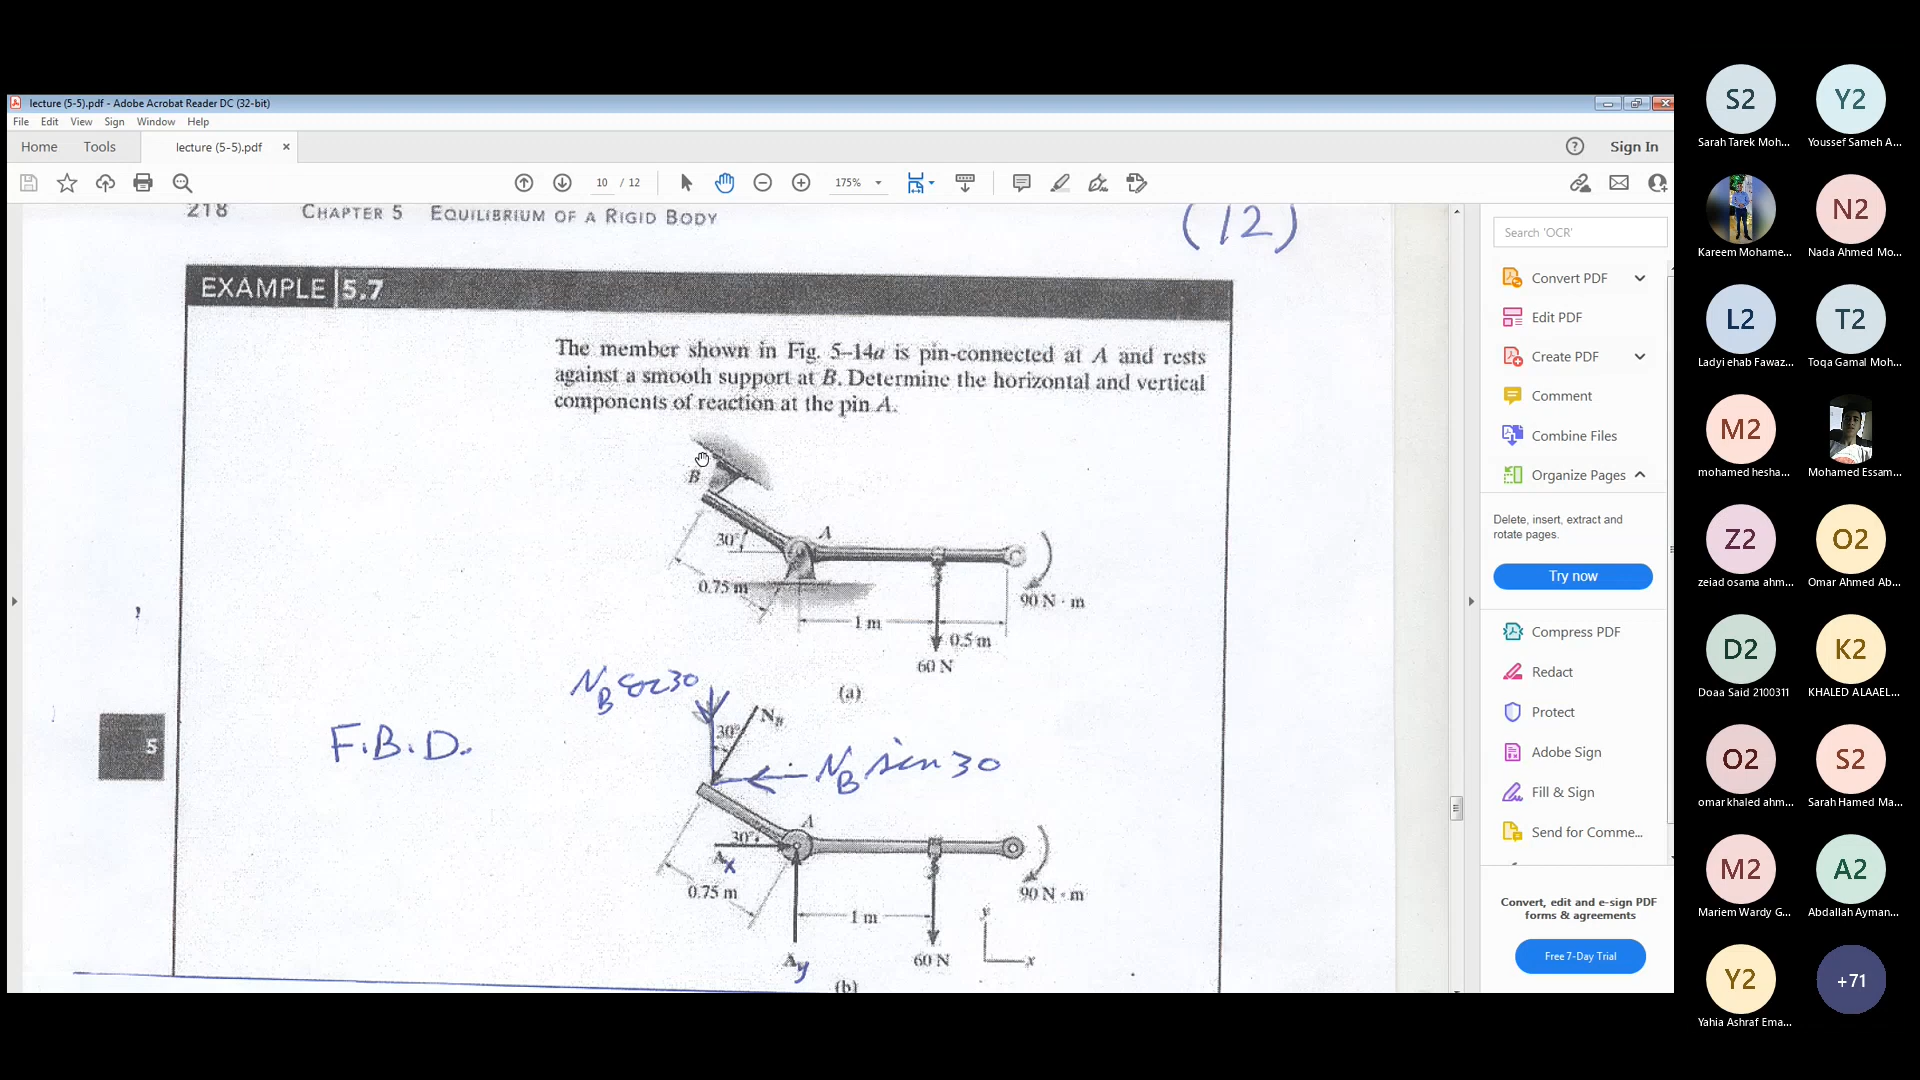 lecture (5-5).pdf - Adobe Acrobat Reader DC (32-bit)
File Edit View Sign Window Help
Home Tools lecture (5-5).pdf × Sign In
10 / 12 175%
218 CHAPTER 5 EQUILIBRIUM OF A RIGID BODY
(12)
EXAMPLE 5.7
The member shown in Fig. 5–14a is pin-connected at A and rests
against a smooth support at B. Determine the horizontal and vertical
components of reaction at the pin A.
B
A
30°
0.75 m
90 N · m
1 m
0.5 m
60 N
(a)
N_B cos 30
30°
N_B
F.B.D.
N_B sin 30
5
A
30°
A_x
0.75 m
90 N · m
1 m
y
A_y
60 N
x
(b)
Search 'OCR'
Convert PDF
Edit PDF
Create PDF
Comment
Combine Files
Organize Pages
Delete, insert, extract and
rotate pages.
Try now
Compress PDF
Redact
Protect
Adobe Sign
Fill & Sign
Send for Comme...
Convert, edit and e-sign PDF
forms & agreements
Free 7-Day Trial
S2 Y2
Sarah Tarek Moh... Youssef Sameh A...
N2
Kareem Mohame... Nada Ahmed Mo...
L2 T2
Ladyi ehab Fawaz... Toqa Gamal Moh...
M2
mohamed hesha... Mohamed Essam...
Z2 O2
zeiad osama ahm... Omar Ahmed Ab...
D2 K2
Doaa Said 2100311 KHALED ALAAEL...
O2 S2
omar khaled ahm... Sarah Hamed Ma...
M2 A2
Mariem Wardy G... Abdallah Ayman...
Y2 +71
Yahia Ashraf Ema...